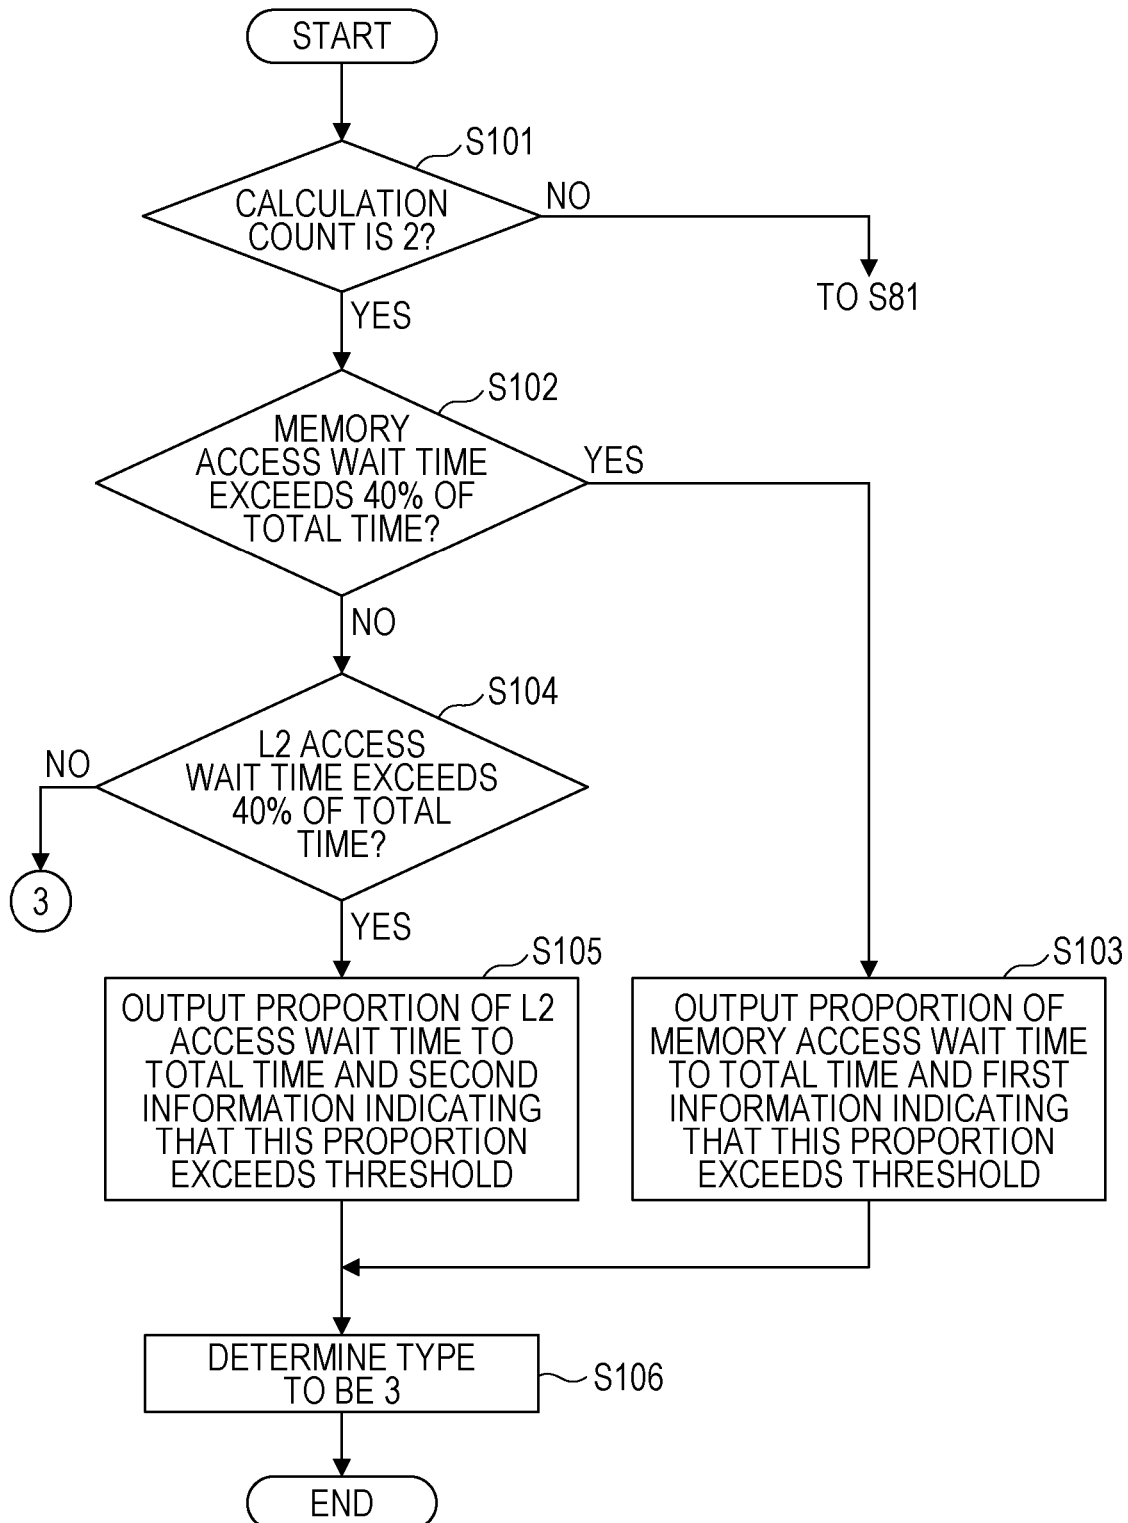 START
S101
CALCULATION
COUNT IS 2?
NO
TO S81
YES
S102
MEMORY
ACCESS WAIT TIME
EXCEEDS 40% OF
TOTAL TIME?
YES
NO
S104
L2 ACCESS
WAIT TIME EXCEEDS
40% OF TOTAL
TIME?
NO
3
YES
S105
OUTPUT PROPORTION OF L2
ACCESS WAIT TIME TO
TOTAL TIME AND SECOND
INFORMATION INDICATING
THAT THIS PROPORTION
EXCEEDS THRESHOLD
S103
OUTPUT PROPORTION OF
MEMORY ACCESS WAIT TIME
TO TOTAL TIME AND FIRST
INFORMATION INDICATING
THAT THIS PROPORTION
EXCEEDS THRESHOLD
DETERMINE TYPE
TO BE 3
S106
END